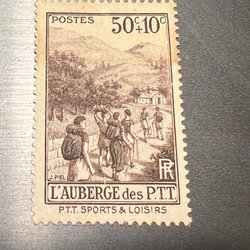 POSTES 50c+10c
J.PIEL RF
L'AUBERGE des P.T.T
P.T.T. SPORTS & LOISIRS